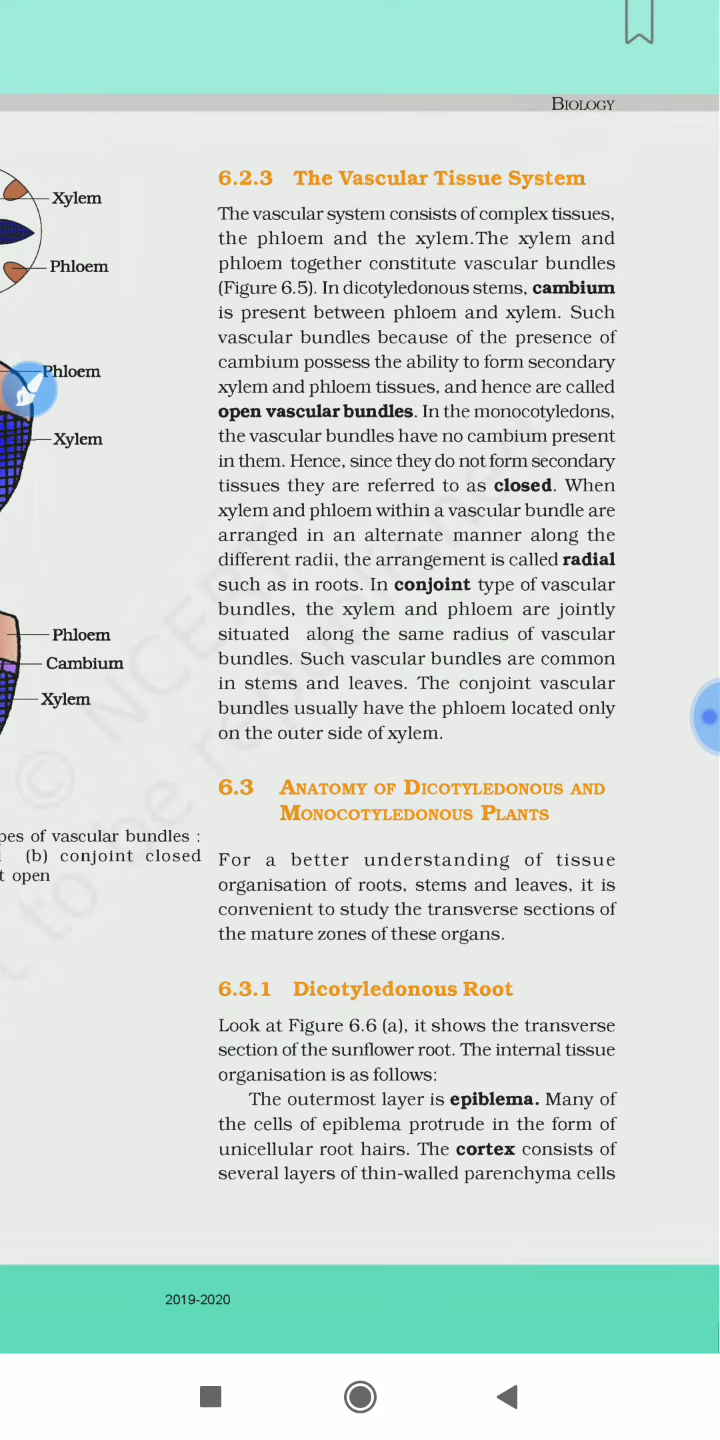 BIOLOGY
Xylem
Phloem
Phloem
Xylem
Phloem
Cambium
Xylem
pes of vascular bundles :
(b) conjoint closed
t open
6.2.3 The Vascular Tissue System
The vascular system consists of complex tissues,
the phloem and the xylem.The xylem and
phloem together constitute vascular bundles
(Figure 6.5). In dicotyledonous stems, cambium
is present between phloem and xylem. Such
vascular bundles because of the presence of
cambium possess the ability to form secondary
xylem and phloem tissues, and hence are called
open vascular bundles. In the monocotyledons,
the vascular bundles have no cambium present
in them. Hence, since they do not form secondary
tissues they are referred to as closed. When
xylem and phloem within a vascular bundle are
arranged in an alternate manner along the
different radii, the arrangement is called radial
such as in roots. In conjoint type of vascular
bundles, the xylem and phloem are jointly
situated along the same radius of vascular
bundles. Such vascular bundles are common
in stems and leaves. The conjoint vascular
bundles usually have the phloem located only
on the outer side of xylem.
6.3 ANATOMY OF DICOTYLEDONOUS AND
MONOCOTYLEDONOUS PLANTS
For a better understanding of tissue
organisation of roots, stems and leaves, it is
convenient to study the transverse sections of
the mature zones of these organs.
6.3.1 Dicotyledonous Root
Look at Figure 6.6 (a), it shows the transverse
section of the sunflower root. The internal tissue
organisation is as follows:
The outermost layer is epiblema. Many of
the cells of epiblema protrude in the form of
unicellular root hairs. The cortex consists of
several layers of thin-walled parenchyma cells
© NCERT
t to be republished
2019-2020